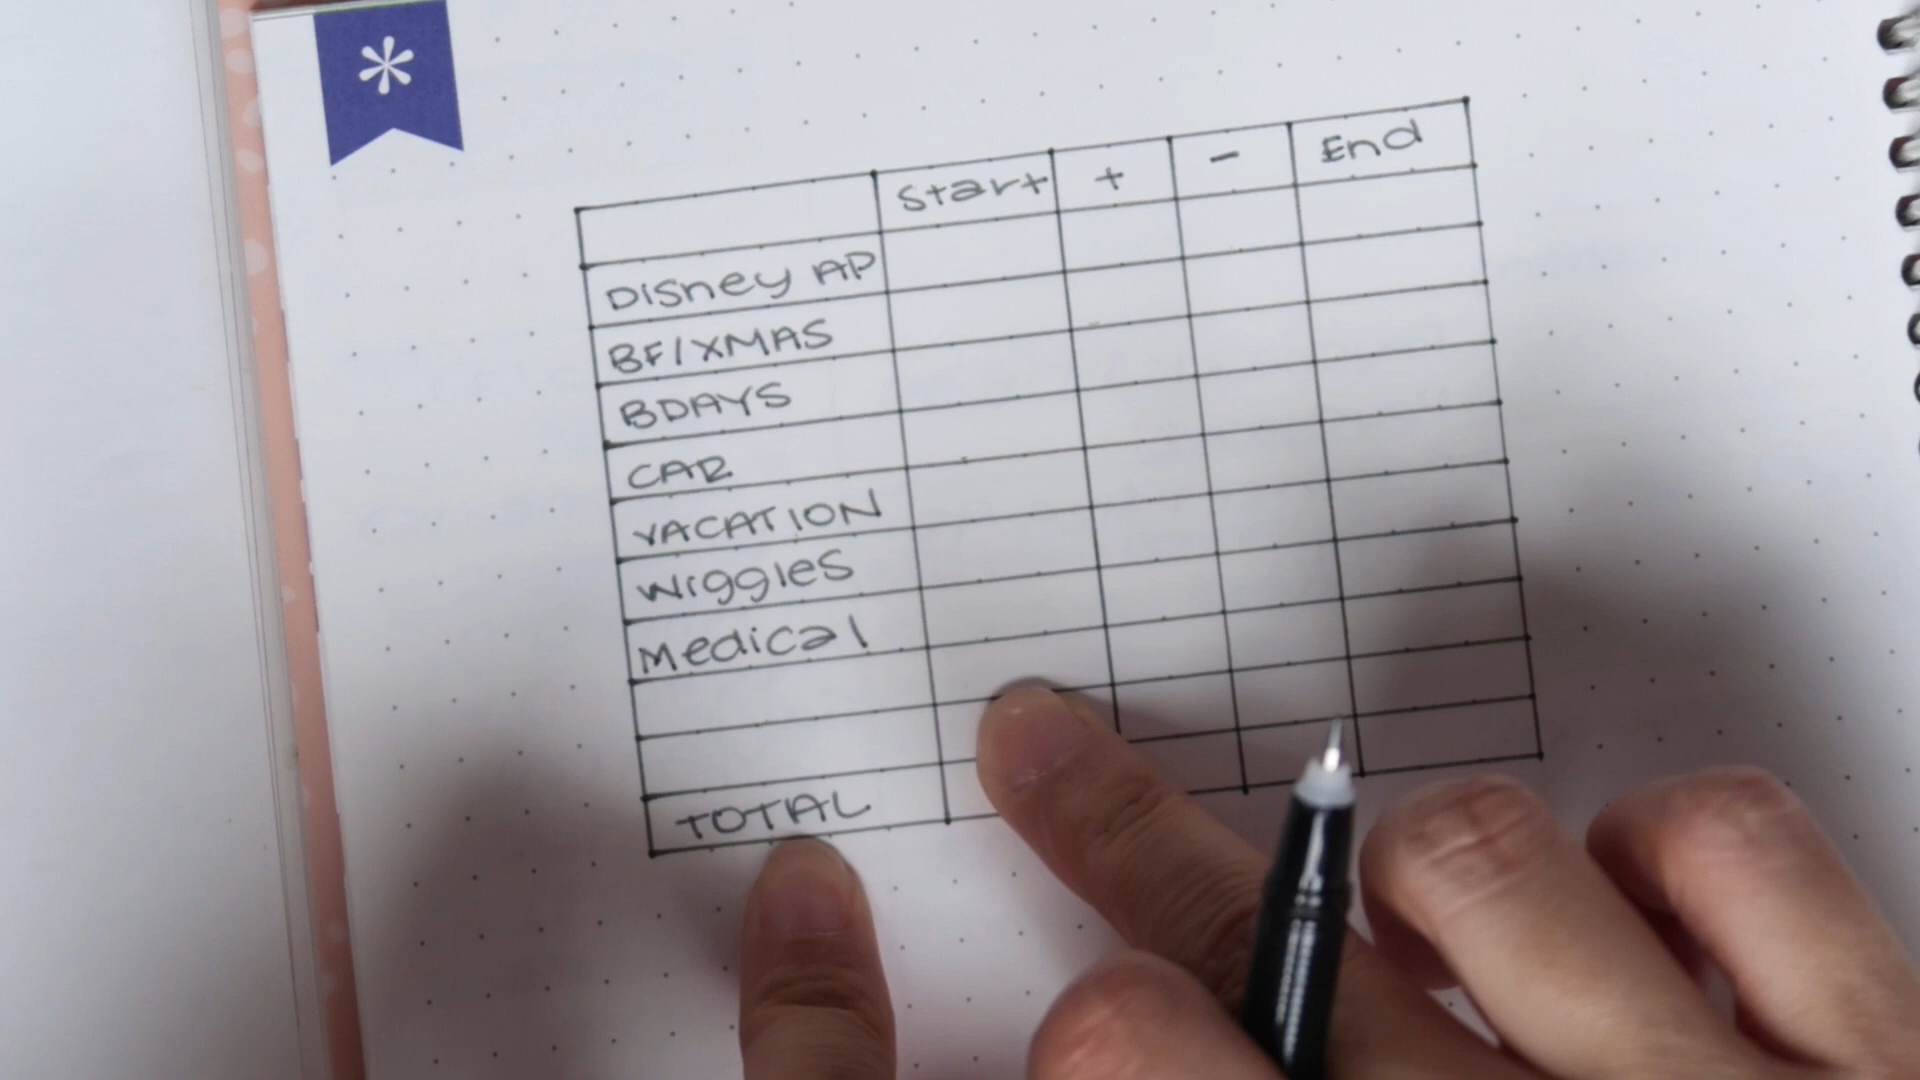 Start + - End
Disney AP
BF/XMAS
BDAYS
CAR
VACATION
Wiggles
Medical
TOTAL